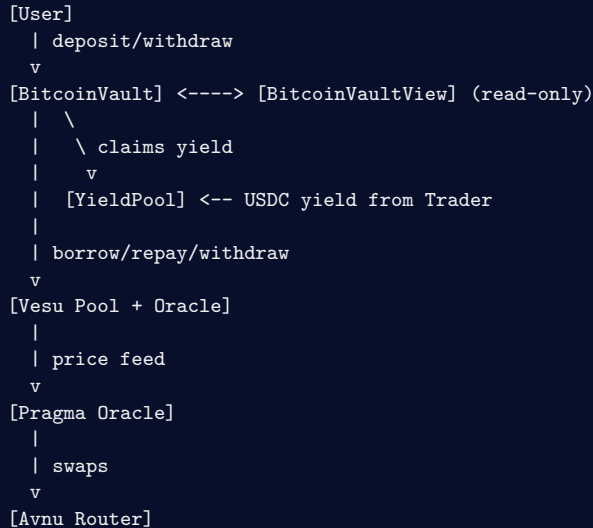 [User]
  | deposit/withdraw
  v
[BitcoinVault] <----> [BitcoinVaultView] (read-only)
  | \
  |  \ claims yield
  |   v
  |  [YieldPool] <-- USDC yield from Trader
  |
  | borrow/repay/withdraw
  v
[Vesu Pool + Oracle]
  |
  | price feed
  v
[Pragma Oracle]
  |
  | swaps
  v
[Avnu Router]